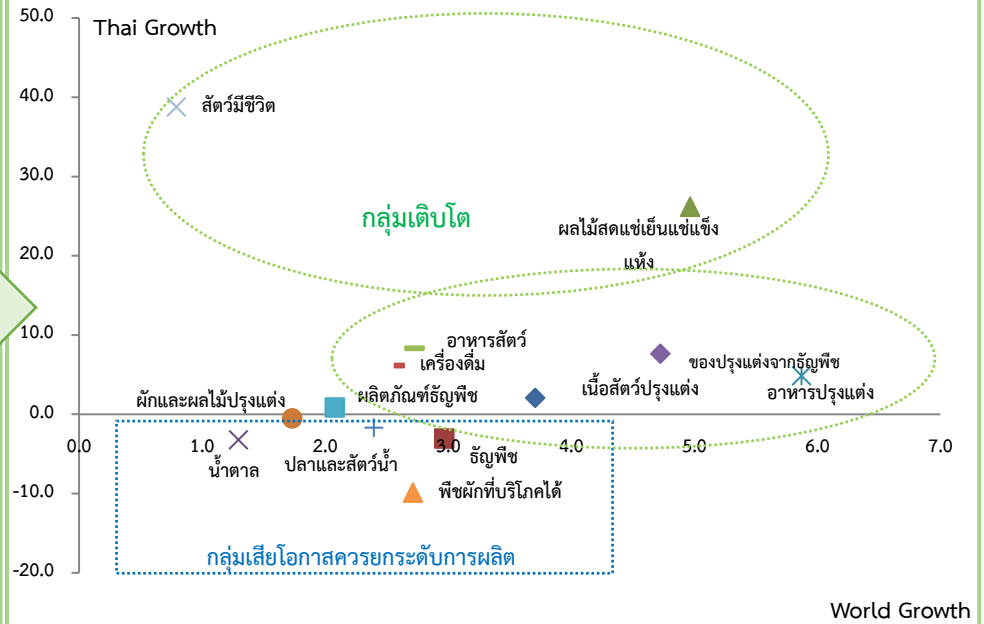 50.0
Thai Growth
40.0
สัตว์มีชีวิต
30.0
กลุ่มเติบโต
ผลไม้สดแช่เย็นแช่แข็ง
แห้ง
20.0
10.0
อาหารสัตว์
เครื่องดื่ม
ของปรุงแต่งจากธัญพืช
เนื้อสัตว์ปรุงแต่ง
อาหารปรุงแต่ง
ผลิตภัณฑ์ธัญพืช
ผักและผลไม้ปรุงแต่ง
0.0
0.0 1.0 2.0 3.0 4.0 5.0 6.0 7.0
น้ำตาล
ปลาและสัตว์น้ำ
ธัญพืช
-10.0
พืชผักที่บริโภคได้
กลุ่มเสียโอกาสควรยกระดับการผลิต
-20.0
World Growth